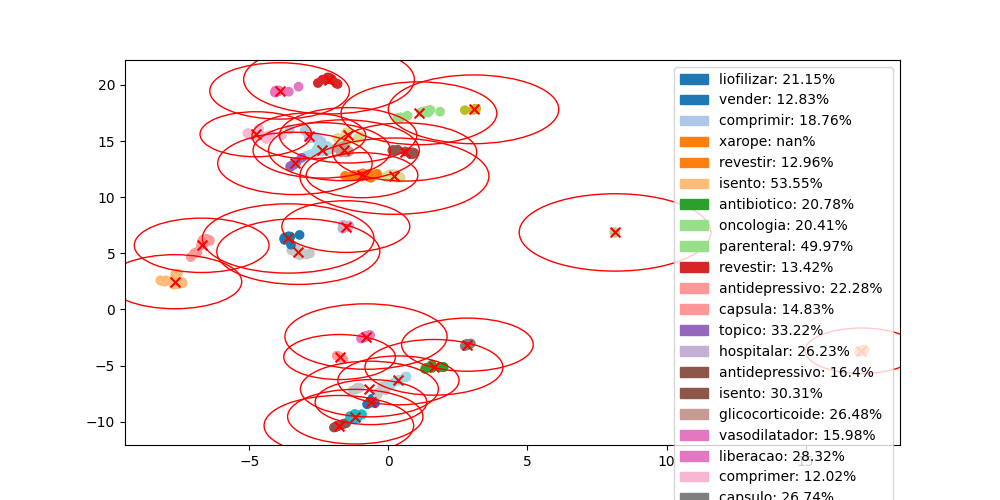 20
15
10
5
0
−5
−10
−5
0
5
10
15
liofilizar: 21.15%
vender: 12.83%
comprimir: 18.76%
xarope: nan%
revestir: 12.96%
isento: 53.55%
antibiotico: 20.78%
oncologia: 20.41%
parenteral: 49.97%
revestir: 13.42%
antidepressivo: 22.28%
capsula: 14.83%
topico: 33.22%
hospitalar: 26.23%
antidepressivo: 16.4%
isento: 30.31%
glicocorticoide: 26.48%
vasodilatador: 15.98%
liberacao: 28.32%
comprimer: 12.02%
capsulo: 26.74%